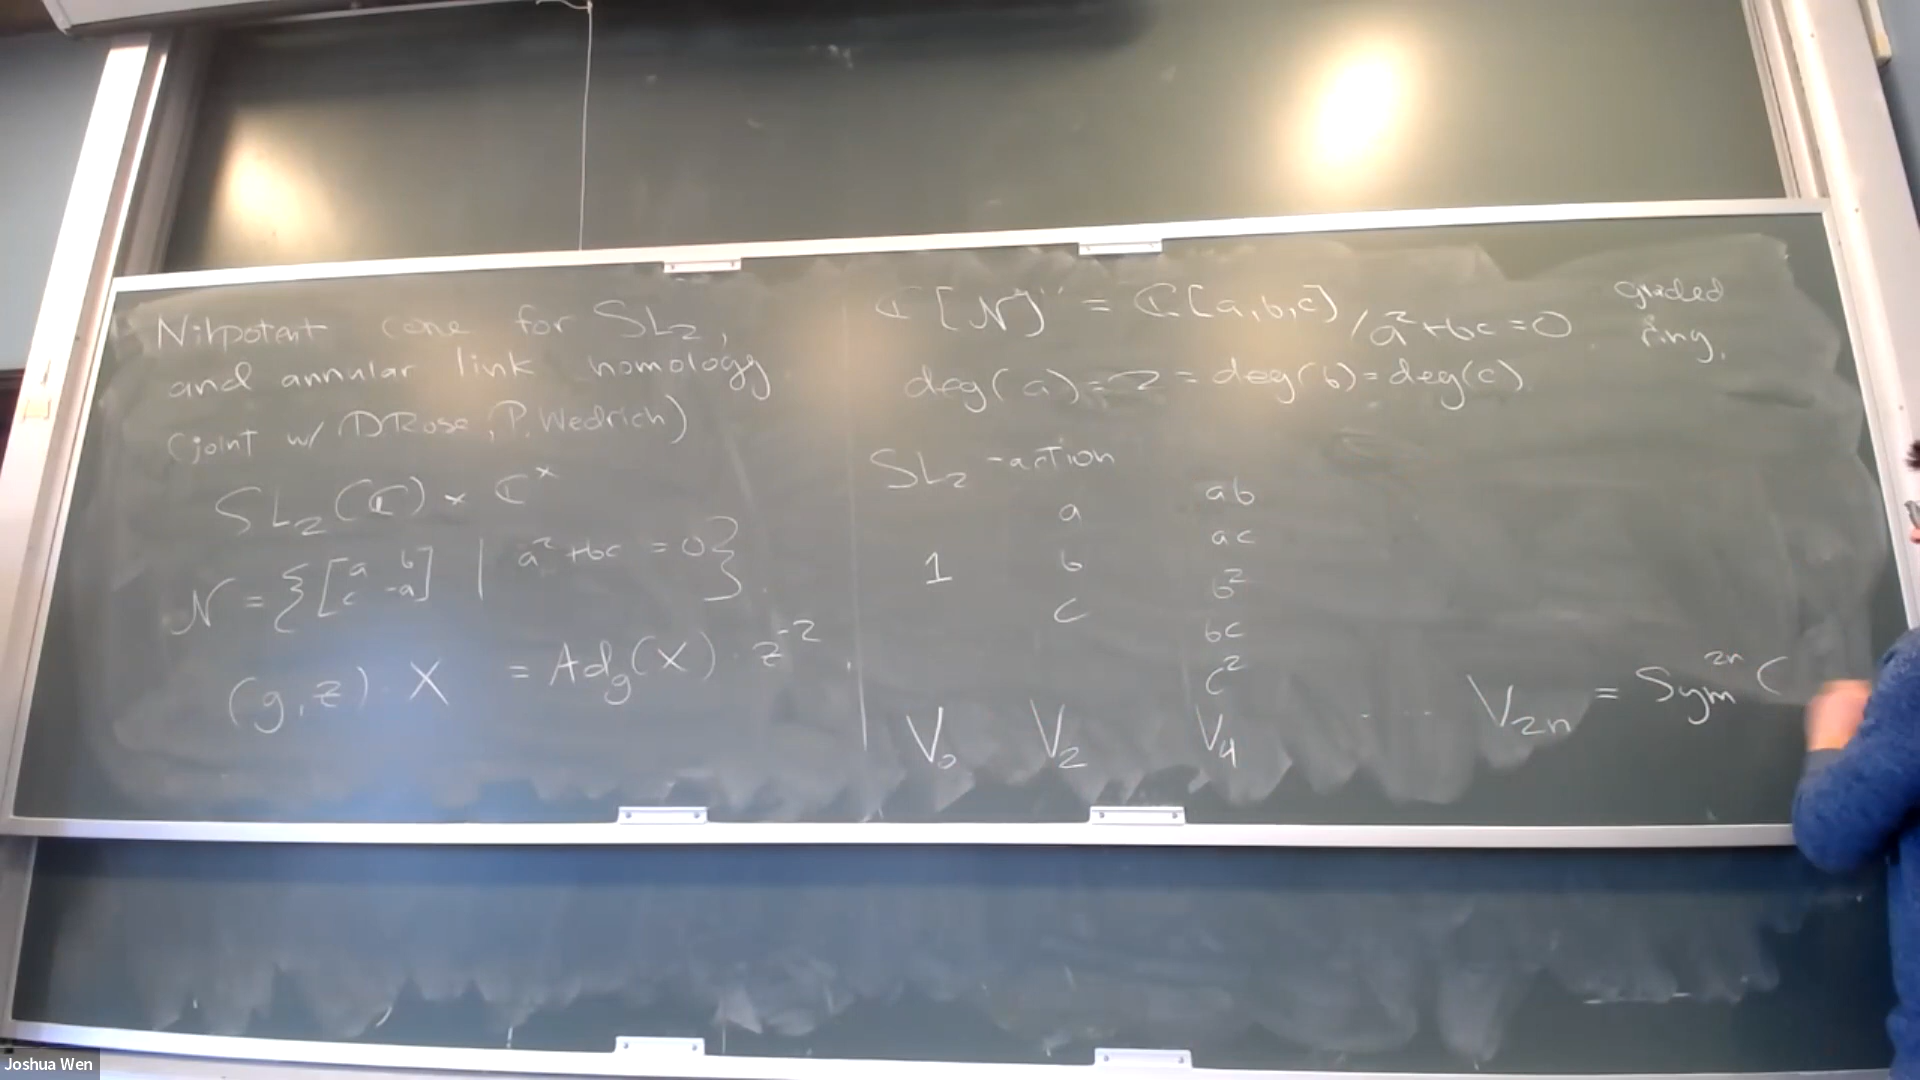 Nilpotent cone for SL₂,
and annular link homology
(joint w/ D Rose, P. Wedrich)
SL₂(ℂ) × ℂ^×
𝒩 = {[a b; c -a] | a² + bc = 0}.
(g, z) · X = Ad_g(X) · z⁻².
ℂ[𝒩] = ℂ[a,b,c] / a²+bc = 0. graded ring.
deg(a) = 2 = deg(b) = deg(c).
SL₂-action
1
a
b
c
ab
ac
b²
bc
c²
V₀ V₂ V₄ ... V₂ₙ = Sym²ⁿ(
Joshua Wen